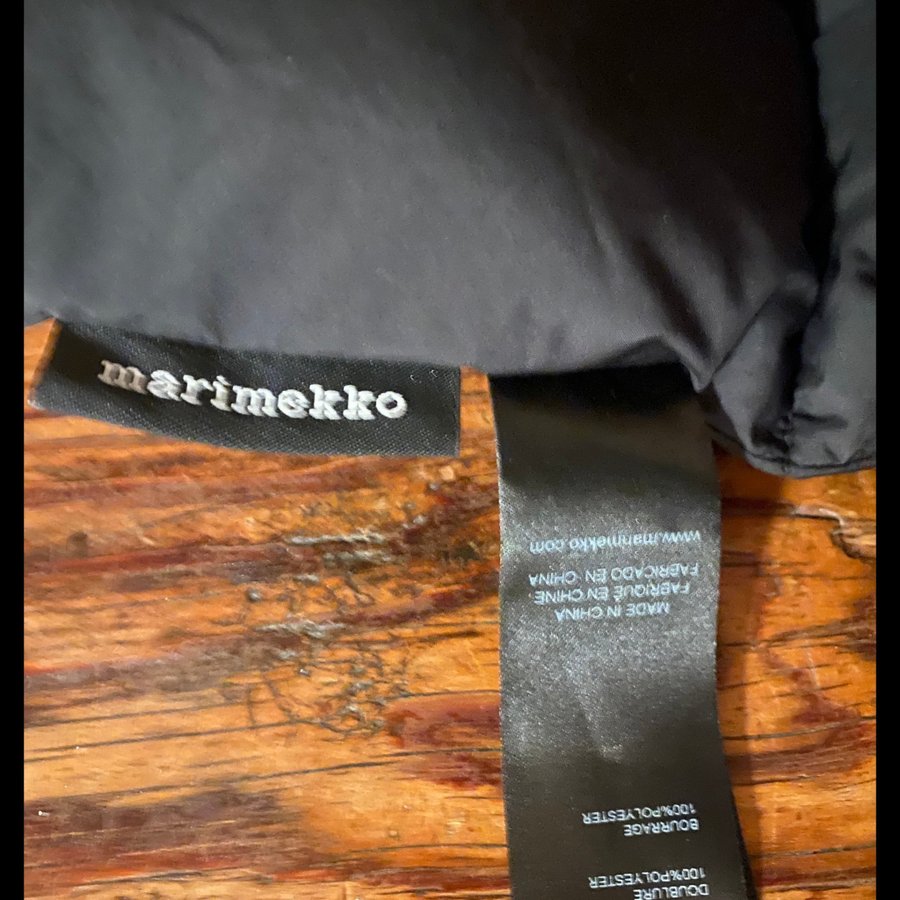 marimekko
DOUBLURE
100%POLYESTER
BOURRAGE
100%POLYESTER
MADE IN CHINA
FABRIQUÉ EN CHINE,
FABRICADO EN CHINA
www.marimekko.com